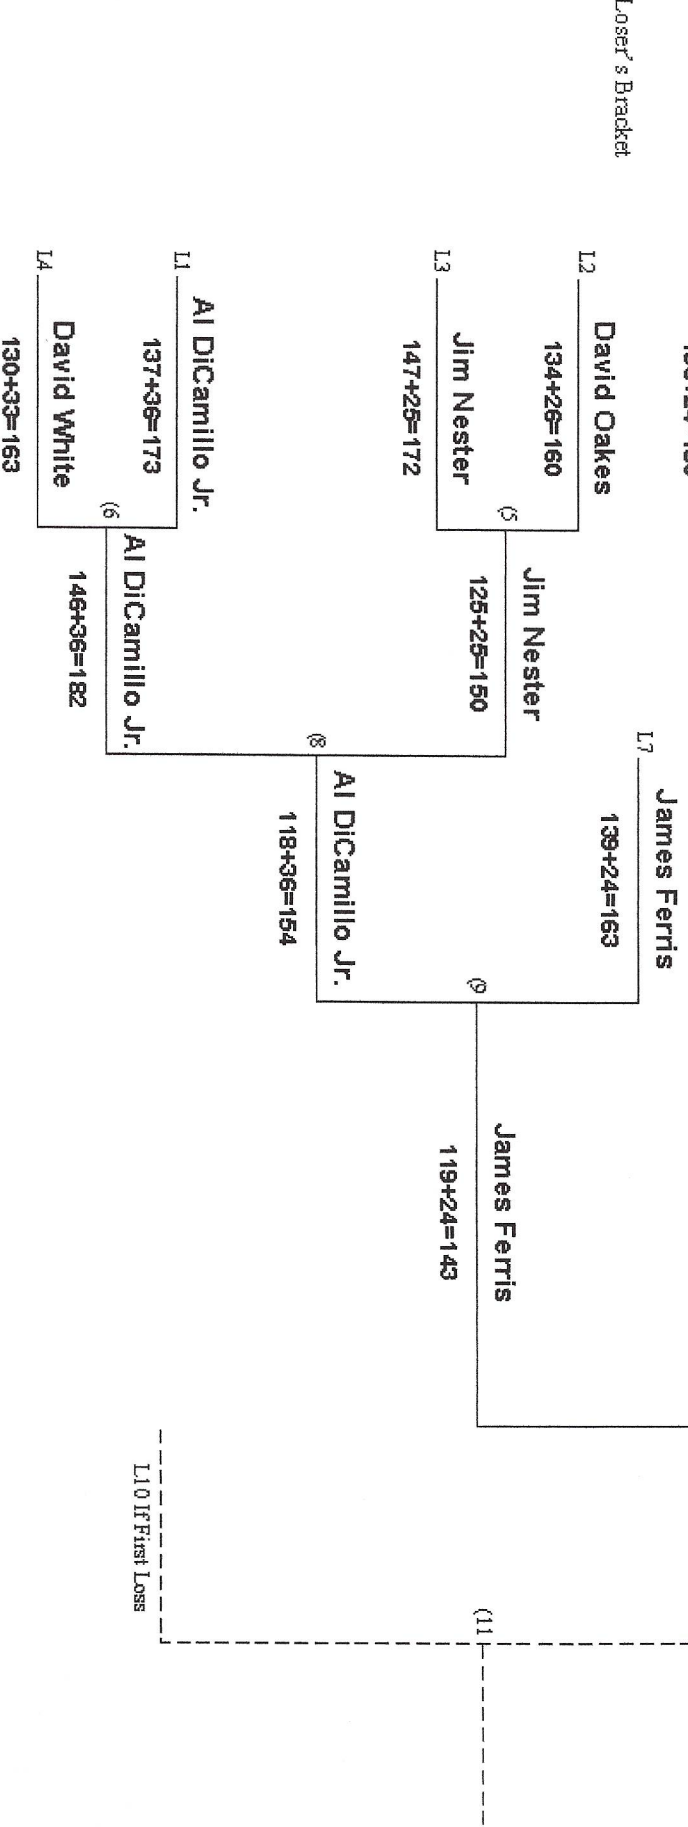 Loser's Bracket
L2
David Oakes
134+26=160
L3
Jim Nester
147+25=172
(5
Jim Nester
125+25=150
L1
Al DiCamillo Jr.
137+36=173
L4
David White
130+33=163
(6
Al DiCamillo Jr.
146+36=182
(8
Al DiCamillo Jr.
118+36=154
L7
James Ferris
139+24=163
(9
James Ferris
119+24=143
L10 If First Loss
(11